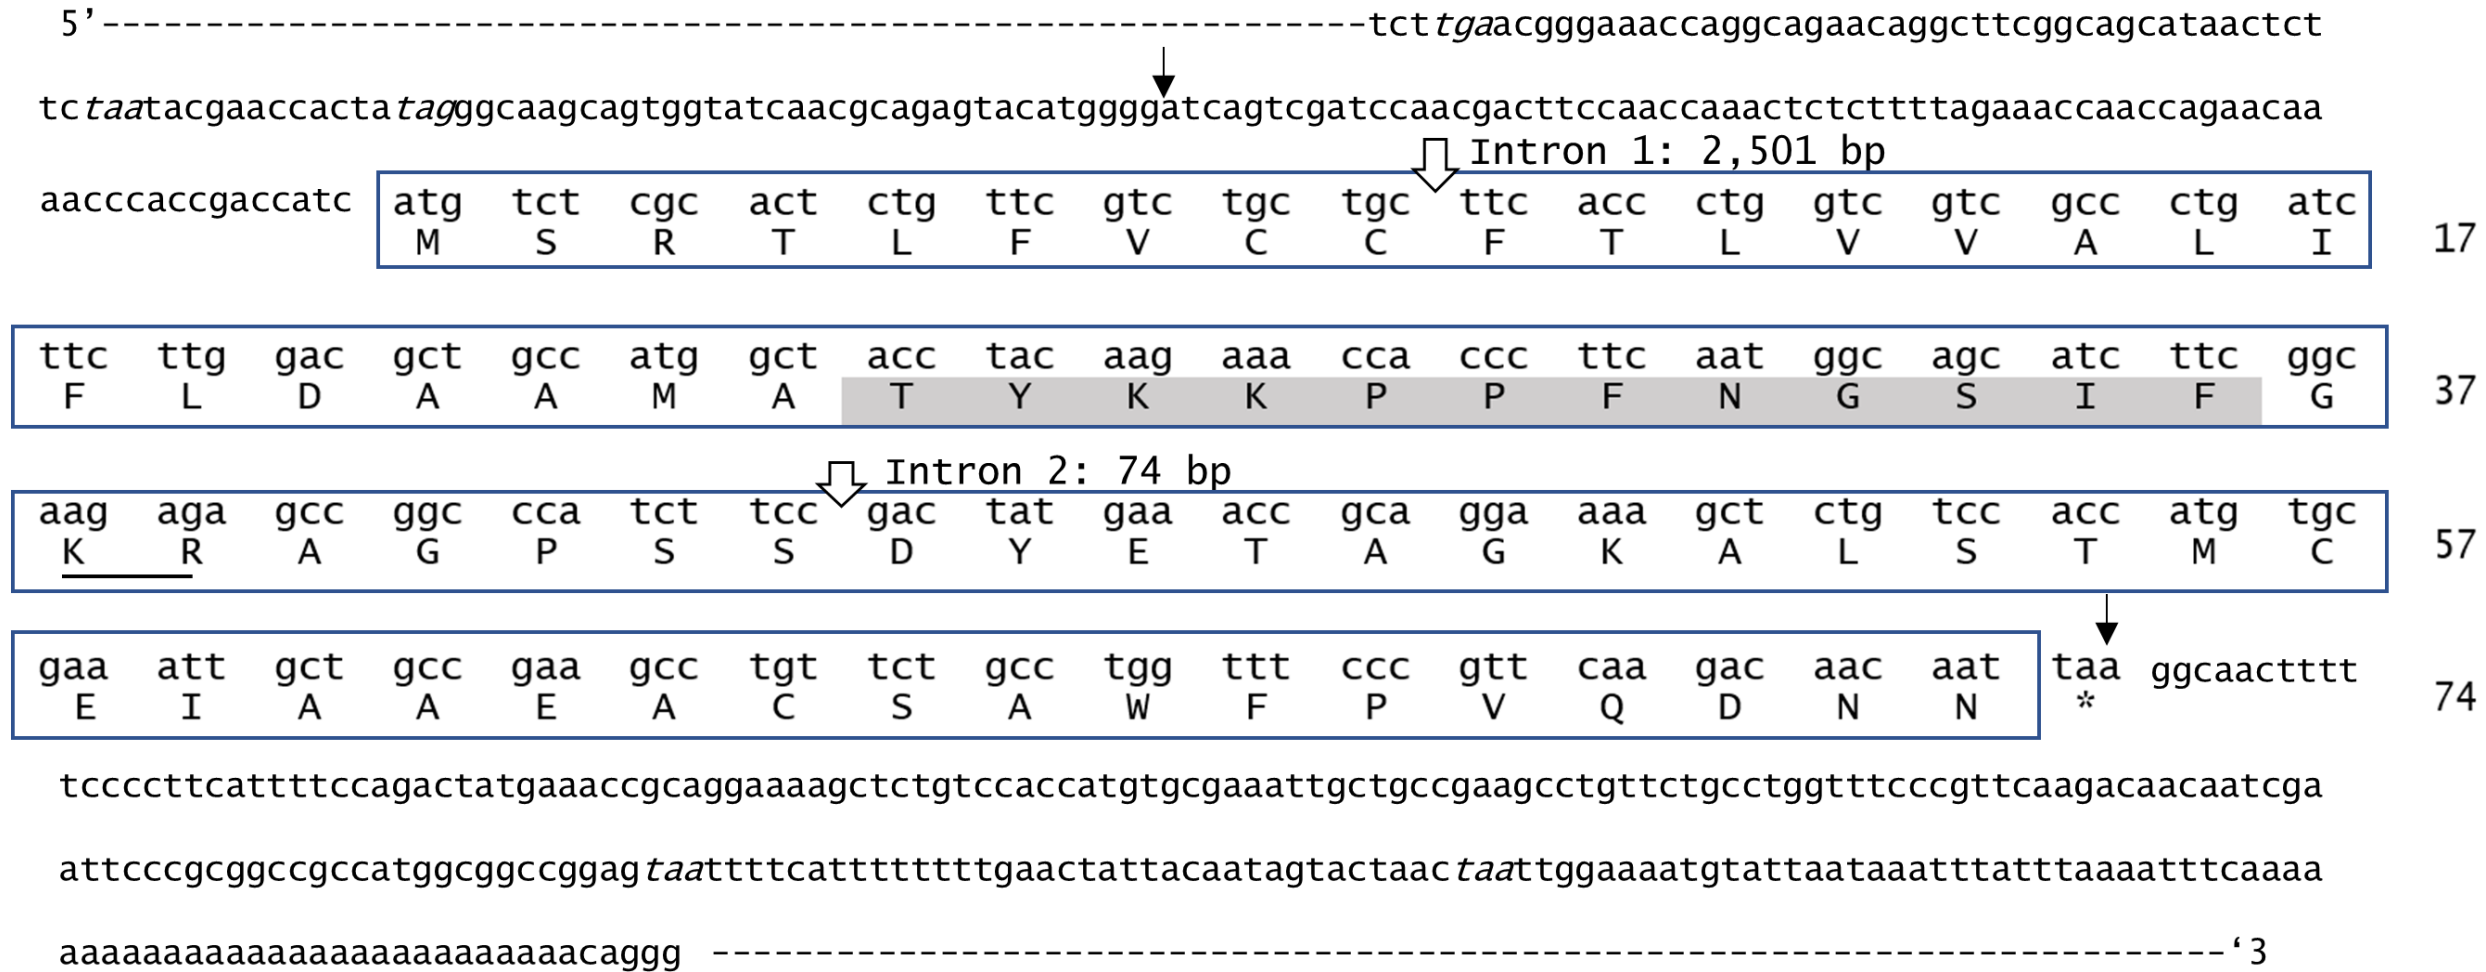 5’-------------------------------------------------------------tcttgaacgggaaaccaggcagaacaggcttcggcagcataactct
tctaatacgaaccactatagggcaagcagtggtatcaacgcagagtacatggggatcagtcgatccaacgacttccaaccaaactctcttttagaaaccaaccagaacaa
Intron 1: 2,501 bp
aacccaccgaccatc atg tct cgc act ctg ttc gtc tgc tgc ttc acc ctg gtc gtc gcc ctg atc
M S R T L F V C C F T L V V A L I 17
ttc ttg gac gct gcc atg gct acc tac aag aaa cca ccc ttc aat ggc agc atc ttc ggc
F L D A A M A T Y K K P P F N G S I F G 37
Intron 2: 74 bp
aag aga gcc ggc cca tct tcc gac tat gaa acc gca gga aaa gct ctg tcc acc atg tgc
K R A G P S S D Y E T A G K A L S T M C 57
gaa att gct gcc gaa gcc tgt tct gcc tgg ttt ccc gtt caa gac aac aat taa ggcaactttt
E I A A E A C S A W F P V Q D N N * 74
tccccttcattttccagactatgaaaccgcaggaaaagctctgtccaccatgtgcgaaattgctgccgaagcctgttctgcctggtttcccgttcaagacaacaatcga
attcccgcggccgccatggcggccggagtaattttcatttttttttgaactattacaatagtactaactaattggaaaatgtattaataaatttatttaaaatttcaaaa
aaaaaaaaaaaaaaaaaaaaaaaaacaggg -------------------------------------------------------------------------‘3